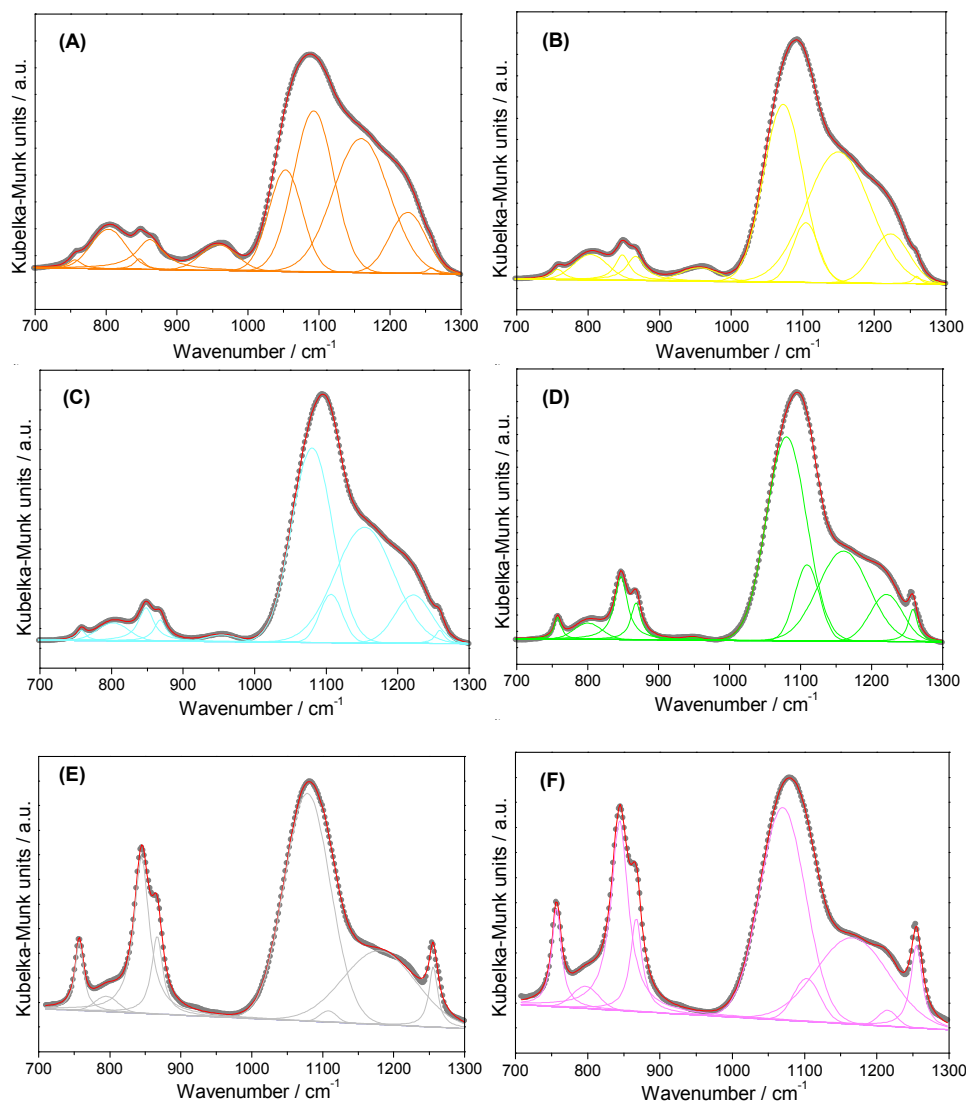 (A)
Kubelka-Munk units / a.u.
700 800 900 1000 1100 1200 1300
Wavenumber / cm-1
(B)
Kubelka-Munk units / a.u.
700 800 900 1000 1100 1200 1300
Wavenumber / cm-1
(C)
Kubelka-Munk units / a.u.
700 800 900 1000 1100 1200 1300
Wavenumber / cm-1
(D)
Kubelka-Munk units / a.u.
700 800 900 1000 1100 1200 1300
Wavenumber / cm-1
(E)
Kubelka-Munk units / a.u.
700 800 900 1000 1100 1200 1300
Wavenumber / cm-1
(F)
Kubelka-Munk units / a.u.
700 800 900 1000 1100 1200 1300
Wavenumber / cm-1